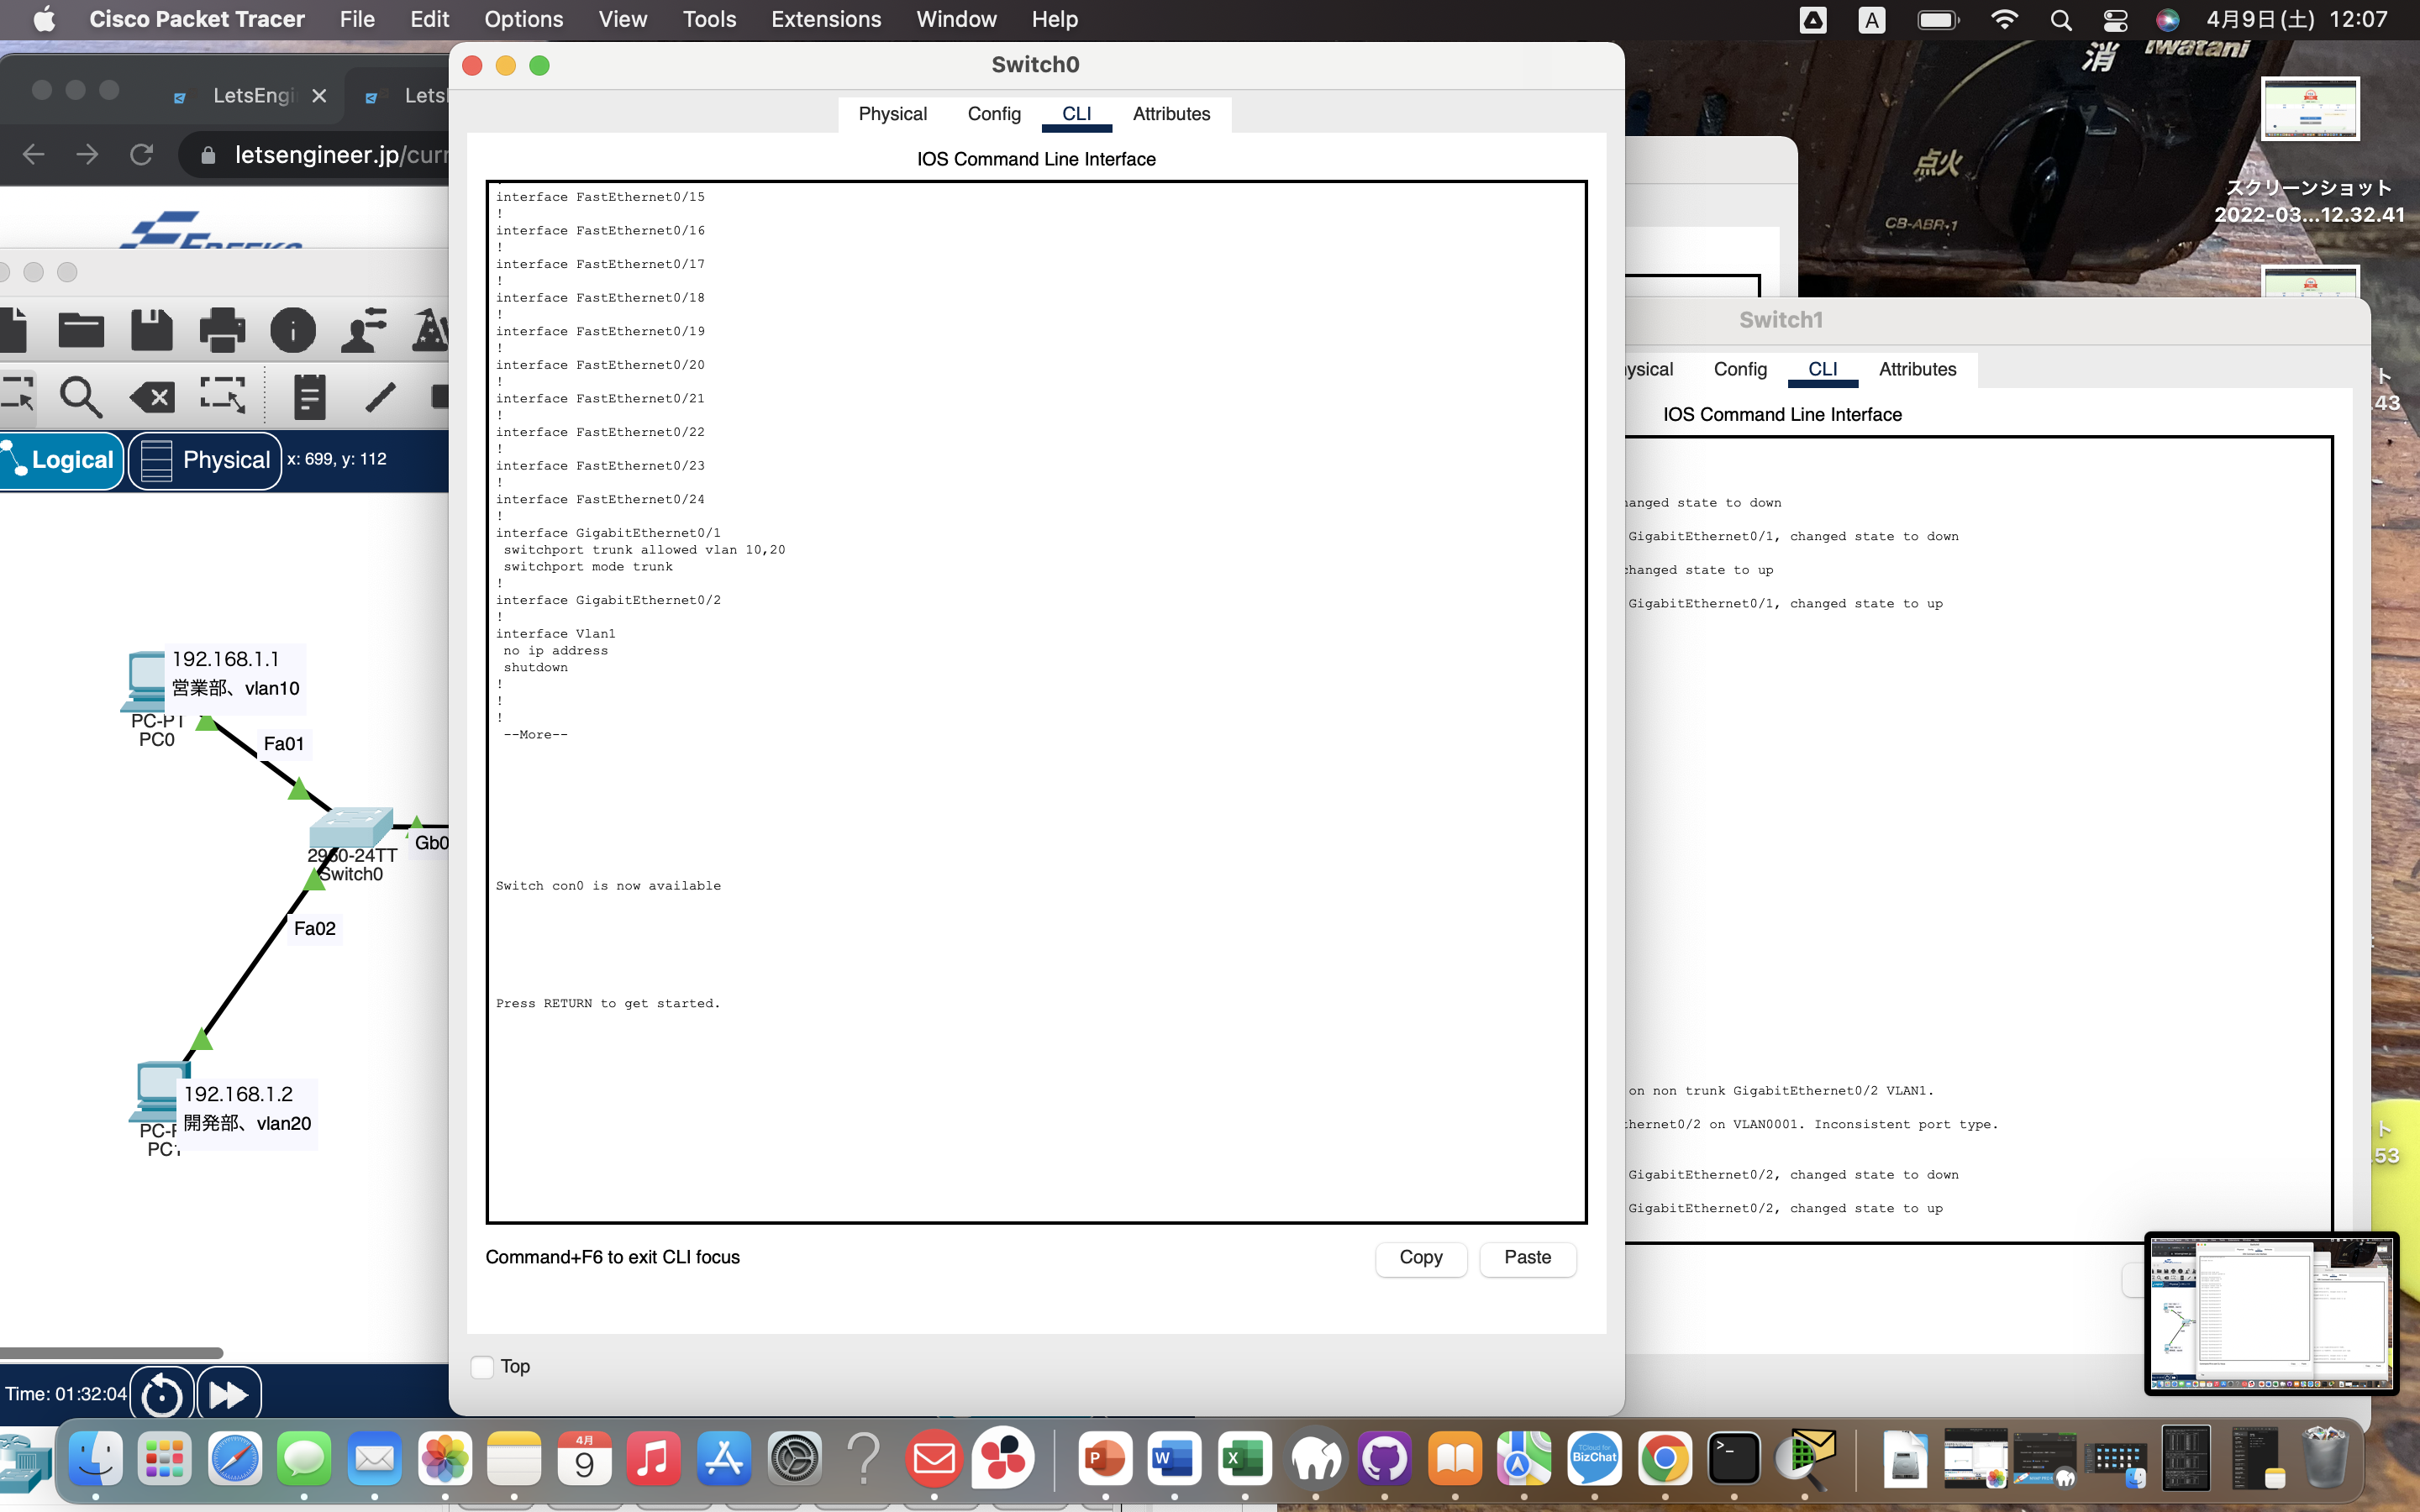 Cisco Packet Tracer File Edit Options View Tools Extensions Window Help
A 4月9日(土) 12:07
LetsEngi
Lets
letsengineer.jp/curr
Logical
Physical
x: 699, y: 112
192.168.1.1
営業部、vlan10
PC-PT
PC0
Fa01
2960-24TT
Switch0
Gb0
Fa02
192.168.1.2
開発部、vlan20
PC1
Time: 01:32:04
Switch0
Physical Config CLI Attributes
IOS Command Line Interface
interface FastEthernet0/15
!
interface FastEthernet0/16
!
interface FastEthernet0/17
!
interface FastEthernet0/18
!
interface FastEthernet0/19
!
interface FastEthernet0/20
!
interface FastEthernet0/21
!
interface FastEthernet0/22
!
interface FastEthernet0/23
!
interface FastEthernet0/24
!
interface GigabitEthernet0/1
switchport trunk allowed vlan 10,20
switchport mode trunk
!
interface GigabitEthernet0/2
!
interface Vlan1
no ip address
shutdown
!
!
!
--More--
Switch con0 is now available
Press RETURN to get started.
Command+F6 to exit CLI focus
Copy
Paste
Top
Switch1
ysical Config CLI Attributes
IOS Command Line Interface
hanged state to down
GigabitEthernet0/1, changed state to down
changed state to up
GigabitEthernet0/1, changed state to up
on non trunk GigabitEthernet0/2 VLAN1.
hernet0/2 on VLAN0001. Inconsistent port type.
GigabitEthernet0/2, changed state to down
GigabitEthernet0/2, changed state to up
消
Iwatani
点火
CB-ABR-1
スクリーンショット
2022-03...12.32.41
ト
.43
ト
.53
4月
9
P
W
X
TCloud for
BizChat
>_